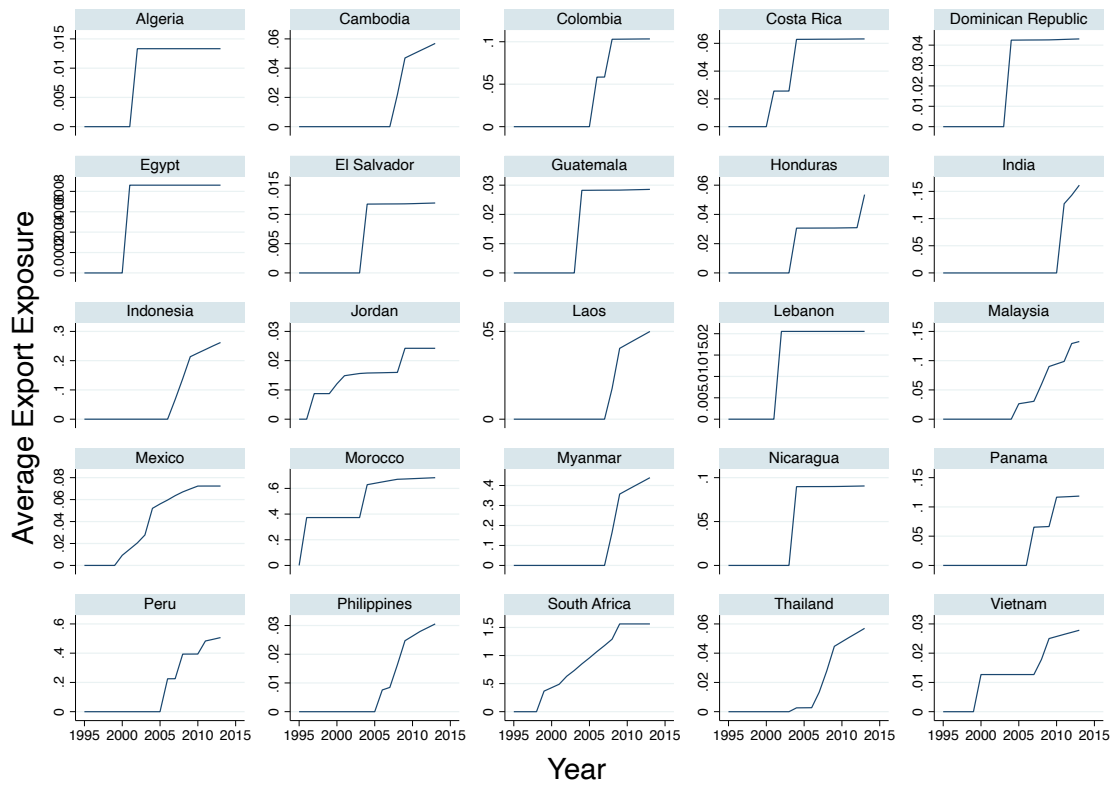 Average Export Exposure
Algeria
Cambodia
Colombia
Costa Rica
Dominican Republic
0 .005 .01 .015
0 .02 .04 .06
0 .05 .1
0 .02 .04 .06
0 .01 .02 .03 .04
Egypt
El Salvador
Guatemala
Honduras
India
0 .0002 .0004 .0006 .0008
0 .005 .01 .015
0 .01 .02 .03
0 .02 .04 .06
0 .05 .1 .15
Indonesia
Jordan
Laos
Lebanon
Malaysia
0 .1 .2 .3
0 .01 .02 .03
0 .05
0 .005 .01 .015 .02
0 .05 .1 .15
Mexico
Morocco
Myanmar
Nicaragua
Panama
0 .02 .04 .06 .08
0 .2 .4 .6
0 .1 .2 .3 .4
0 .05 .1
0 .05 .1 .15
Peru
Philippines
South Africa
Thailand
Vietnam
0 .2 .4 .6
0 .01 .02 .03
0 .5 1 1.5
0 .02 .04 .06
0 .01 .02 .03
1995 2000 2005 2010 2015
1995 2000 2005 2010 2015
1995 2000 2005 2010 2015
1995 2000 2005 2010 2015
1995 2000 2005 2010 2015
Year